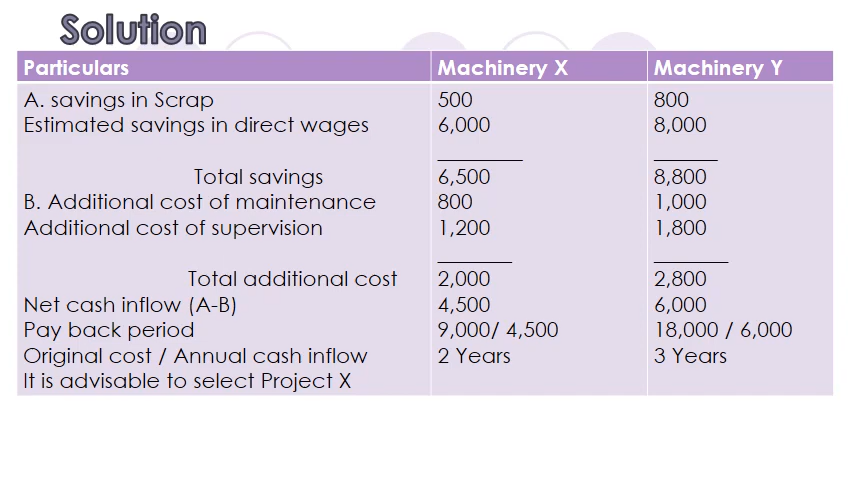 Solution
Particulars Machinery X Machinery Y
A. savings in Scrap 500 800
Estimated savings in direct wages 6,000 8,000
Total savings 6,500 8,800
B. Additional cost of maintenance 800 1,000
Additional cost of supervision 1,200 1,800
Total additional cost 2,000 2,800
Net cash inflow (A-B) 4,500 6,000
Pay back period 9,000/ 4,500 18,000 / 6,000
Original cost / Annual cash inflow 2 Years 3 Years
It is advisable to select Project X